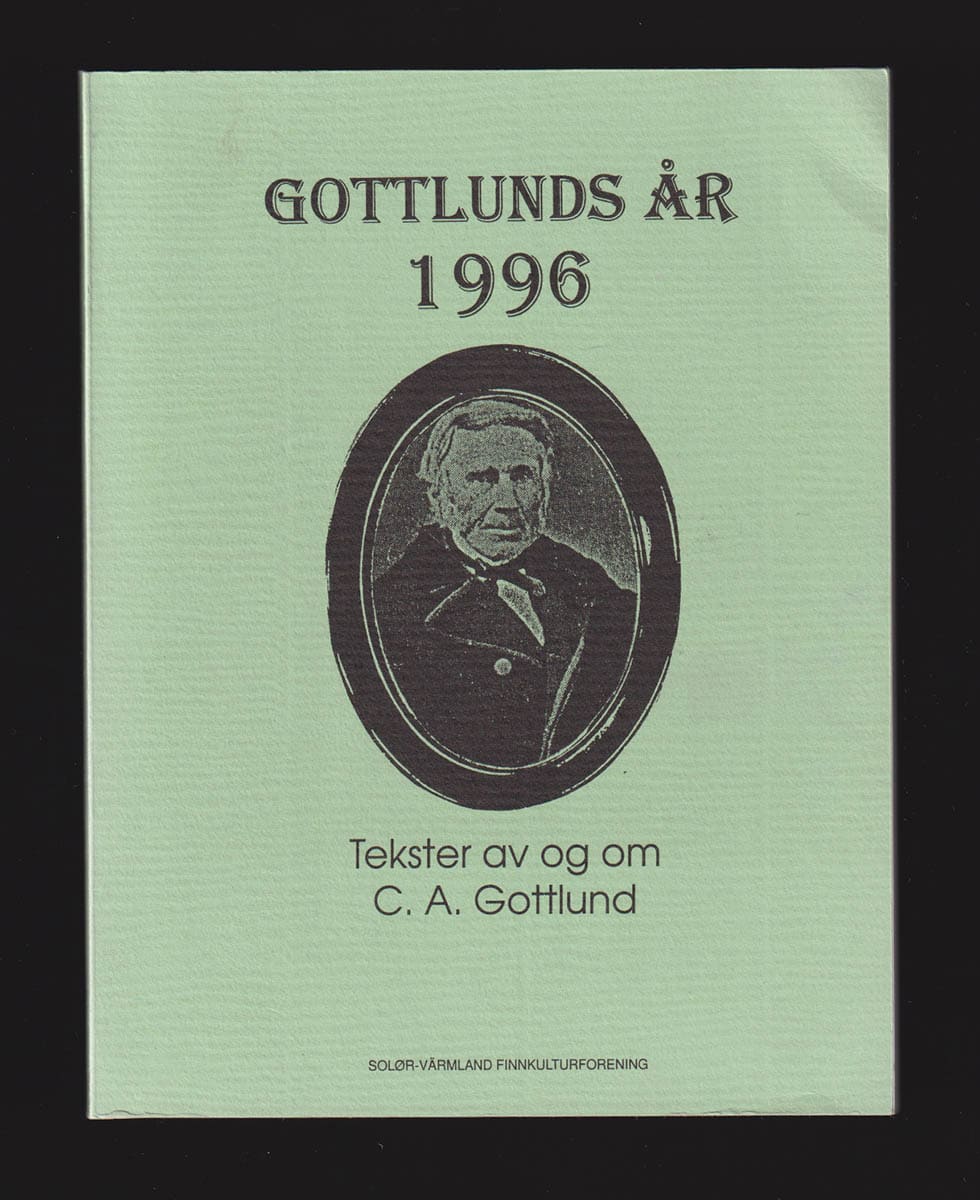 GOTTLUNDS ÅR
1996
Tekster av og om
C. A. Gottlund
SOLØR-VÄRMLAND FINNKULTURFORENING